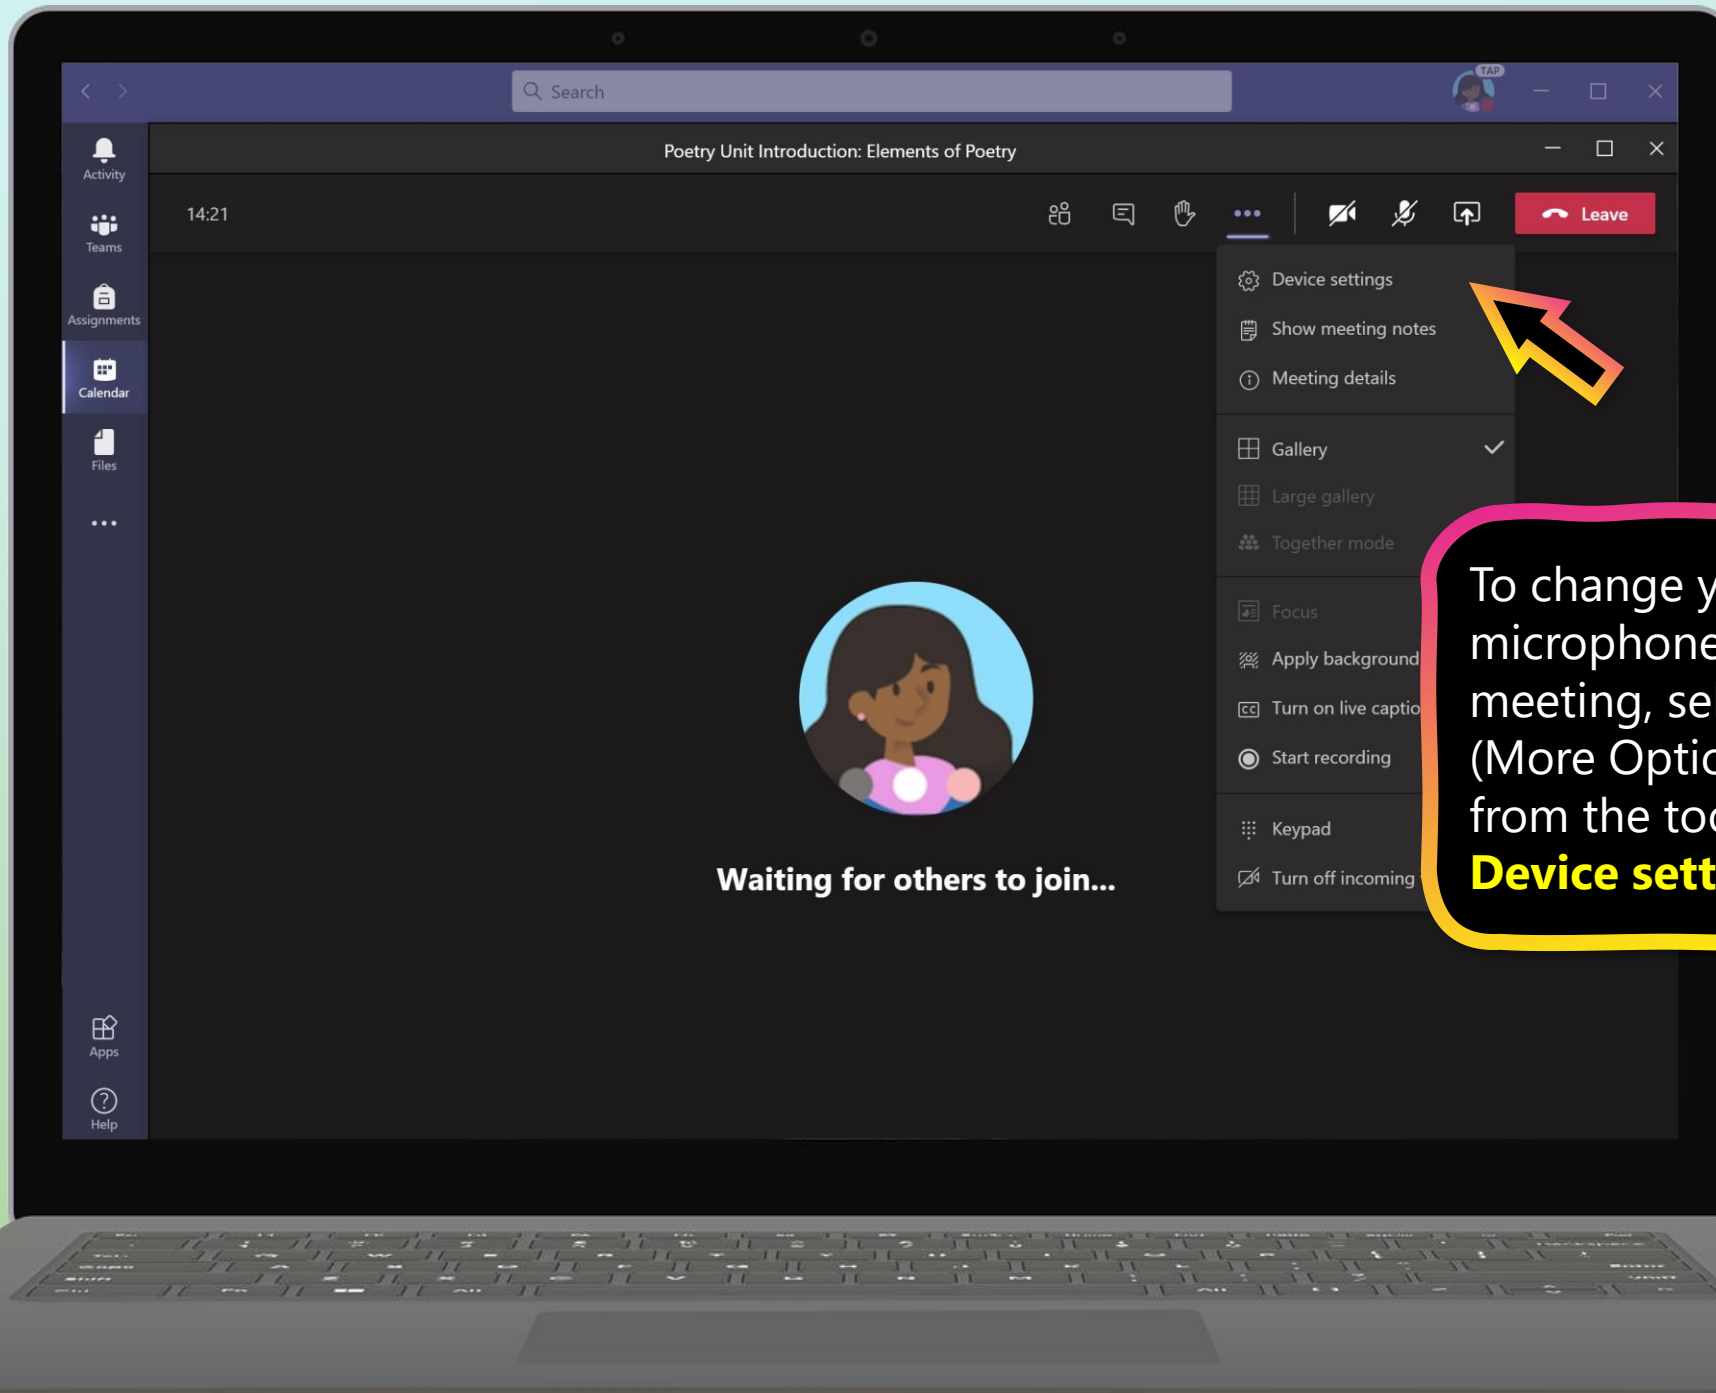 Search
TAP
Activity
Poetry Unit Introduction: Elements of Poetry
14:21
Leave
Teams
Assignments
Calendar
Files
Device settings
Show meeting notes
Meeting details
Gallery
Large gallery
Together mode
Focus
Apply background
CC Turn on live captio
Start recording
Keypad
Turn off incoming
To change y
microphone
meeting, se
(More Optio
from the too
Device sett
Waiting for others to join...
Apps
Help